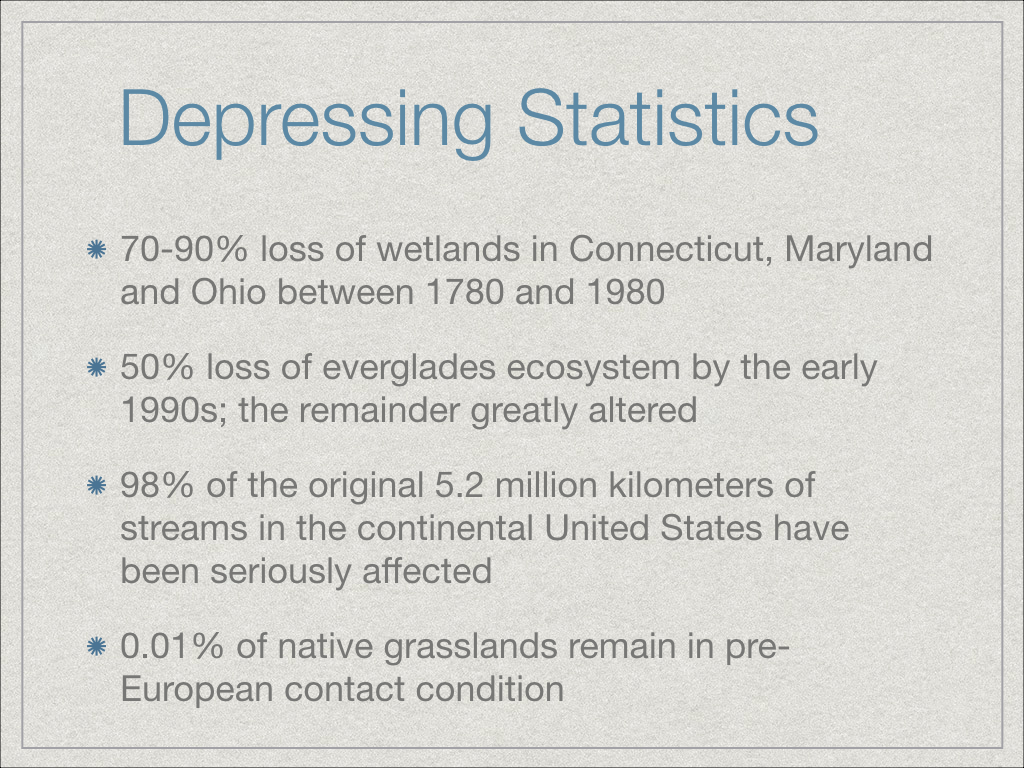 Depressing Statistics
70-90% loss of wetlands in Connecticut, Maryland
and Ohio between 1780 and 1980
50% loss of everglades ecosystem by the early
1990s; the remainder greatly altered
98% of the original 5.2 million kilometers of
streams in the continental United States have
been seriously affected
0.01% of native grasslands remain in pre-
European contact condition